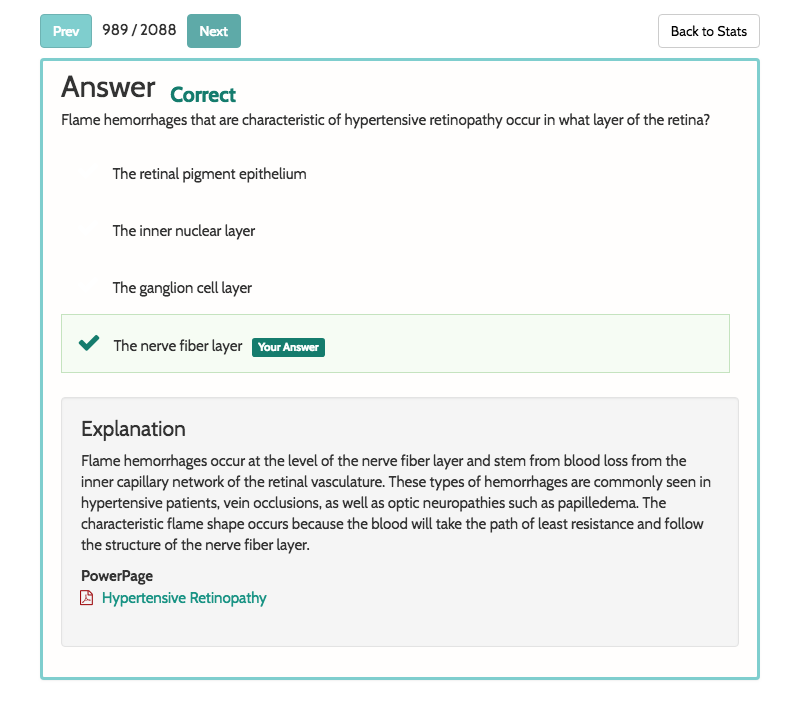 Prev 989 / 2088 Next Back to Stats
Answer Correct
Flame hemorrhages that are characteristic of hypertensive retinopathy occur in what layer of the retina?
The retinal pigment epithelium
The inner nuclear layer
The ganglion cell layer
The nerve fiber layer Your Answer
Explanation
Flame hemorrhages occur at the level of the nerve fiber layer and stem from blood loss from the
inner capillary network of the retinal vasculature. These types of hemorrhages are commonly seen in
hypertensive patients, vein occlusions, as well as optic neuropathies such as papilledema. The
characteristic flame shape occurs because the blood will take the path of least resistance and follow
the structure of the nerve fiber layer.
PowerPage
Hypertensive Retinopathy